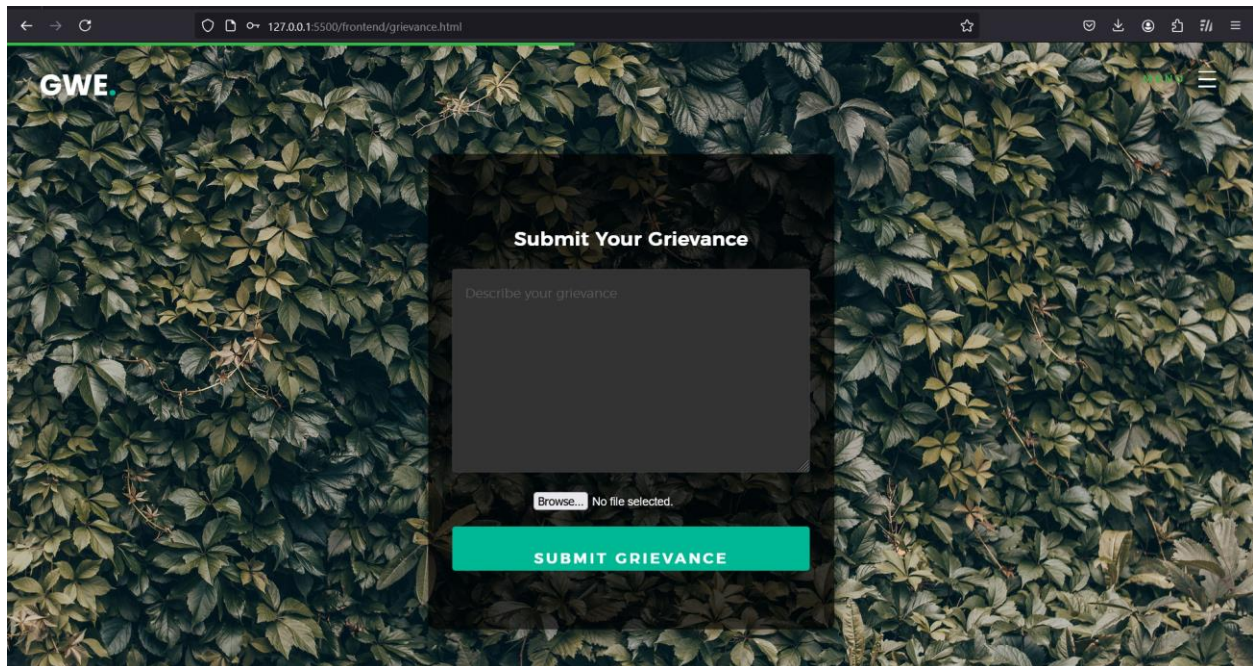 127.0.0.1:5500/frontend/grievance.html
GWE.
MENU
Submit Your Grievance
Describe your grievance
Browse... No file selected.
SUBMIT GRIEVANCE